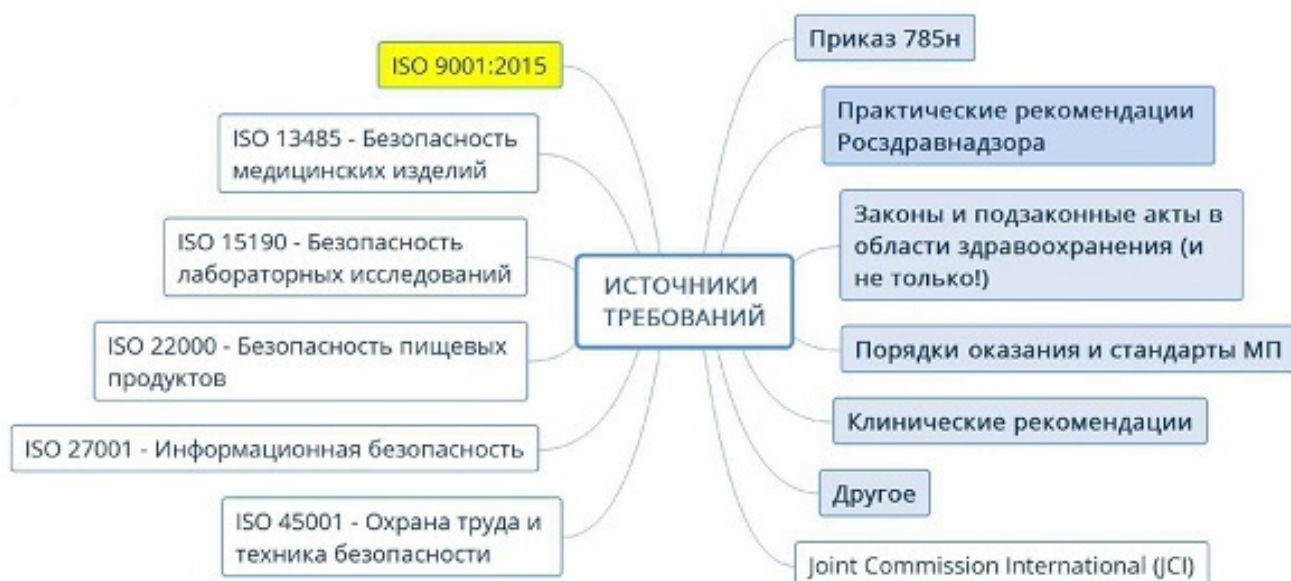 ISO 9001:2015
ISO 13485 - Безопасность
медицинских изделий
ISO 15190 - Безопасность
лабораторных исследований
ISO 22000 - Безопасность пищевых
продуктов
ISO 27001 - Информационная безопасность
ISO 45001 - Охрана труда и
техника безопасности
ИСТОЧНИКИ
ТРЕБОВАНИЙ
Приказ 785н
Практические рекомендации
Росздравнадзора
Законы и подзаконные акты в
области здравоохранения (и
не только!)
Порядки оказания и стандарты МП
Клинические рекомендации
Другое
Joint Commission International (JCI)